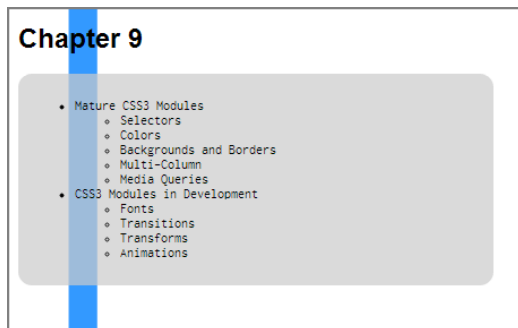 Chapter 9
Mature CSS3 Modules
Selectors
Colors
Backgrounds and Borders
Multi-Column
Media Queries
CSS3 Modules in Development
Fonts
Transitions
Transforms
Animations